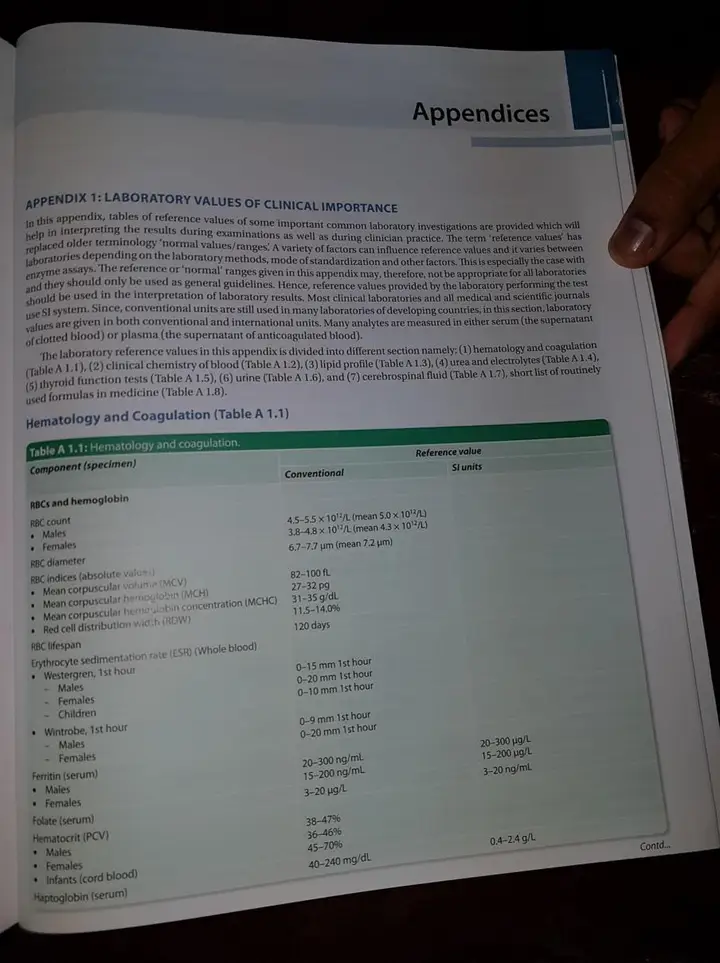 Appendices
APPENDIX 1: LABORATORY VALUES OF CLINICAL IMPORTANCE
In this appendix, tables of reference values of some important common laboratory investigations are provided which will
help in interpreting the results during examinations as well as during clinician practice. The term 'reference values' has
replaced older terminology 'normal values/ranges'. A variety of factors can influence reference values and it varies between
laboratories depending on the laboratory methods, mode of standardization and other factors. This is especially the case with
enzyme assays. The reference or 'normal' ranges given in this appendix may, therefore, not be appropriate for all laboratories
and they should only be used as general guidelines. Hence, reference values provided by the laboratory performing the test
should be used in the interpretation of laboratory results. Most clinical laboratories and all medical and scientific journals
use SI system. Since, conventional units are still used in many laboratories of developing countries, in this section, laboratory
values are given in both conventional and international units. Many analytes are measured in either serum (the supernatant
of clotted blood) or plasma (the supernatant of anticoagulated blood).
The laboratory reference values in this appendix is divided into different section namely: (1) hematology and coagulation
(Table A 1.1), (2) clinical chemistry of blood (Table A 1.2), (3) lipid profile (Table A 1.3), (4) urea and electrolytes (Table A 1.4),
(5) thyroid function tests (Table A 1.5), (6) urine (Table A 1.6), and (7) cerebrospinal fluid (Table A 1.7), short list of routinely
used formulas in medicine (Table A 1.8).
Hematology and Coagulation (Table A 1.1)
Table A 1.1: Hematology and coagulation.
Component (specimen) Reference value
Conventional SI units
RBCs and hemoglobin
RBC count
• Males 4.5–5.5 × 10¹²/L (mean 5.0 × 10¹²/L)
• Females 3.8–4.8 × 10¹²/L (mean 4.3 × 10¹²/L)
RBC diameter 6.7–7.7 μm (mean 7.2 μm)
RBC indices (absolute values)
• Mean corpuscular volume (MCV) 82–100 fL
• Mean corpuscular hemoglobin (MCH) 27–32 pg
• Mean corpuscular hemoglobin concentration (MCHC) 31–35 g/dL
• Red cell distribution width (RDW) 11.5–14.0%
RBC lifespan 120 days
Erythrocyte sedimentation rate (ESR) (Whole blood)
• Westergren, 1st hour
– Males 0–15 mm 1st hour
– Females 0–20 mm 1st hour
– Children 0–10 mm 1st hour
• Wintrobe, 1st hour
– Males 0–9 mm 1st hour
– Females 0–20 mm 1st hour
Ferritin (serum)
• Males 20–300 ng/mL 20–300 μg/L
• Females 15–200 ng/mL 15–200 μg/L
Folate (serum) 3–20 μg/L 3–20 ng/mL
Hematocrit (PCV)
• Males 38–47%
• Females 36–46%
• Infants (cord blood) 45–70%
Haptoglobin (serum) 40–240 mg/dL 0.4–2.4 g/L
Contd...